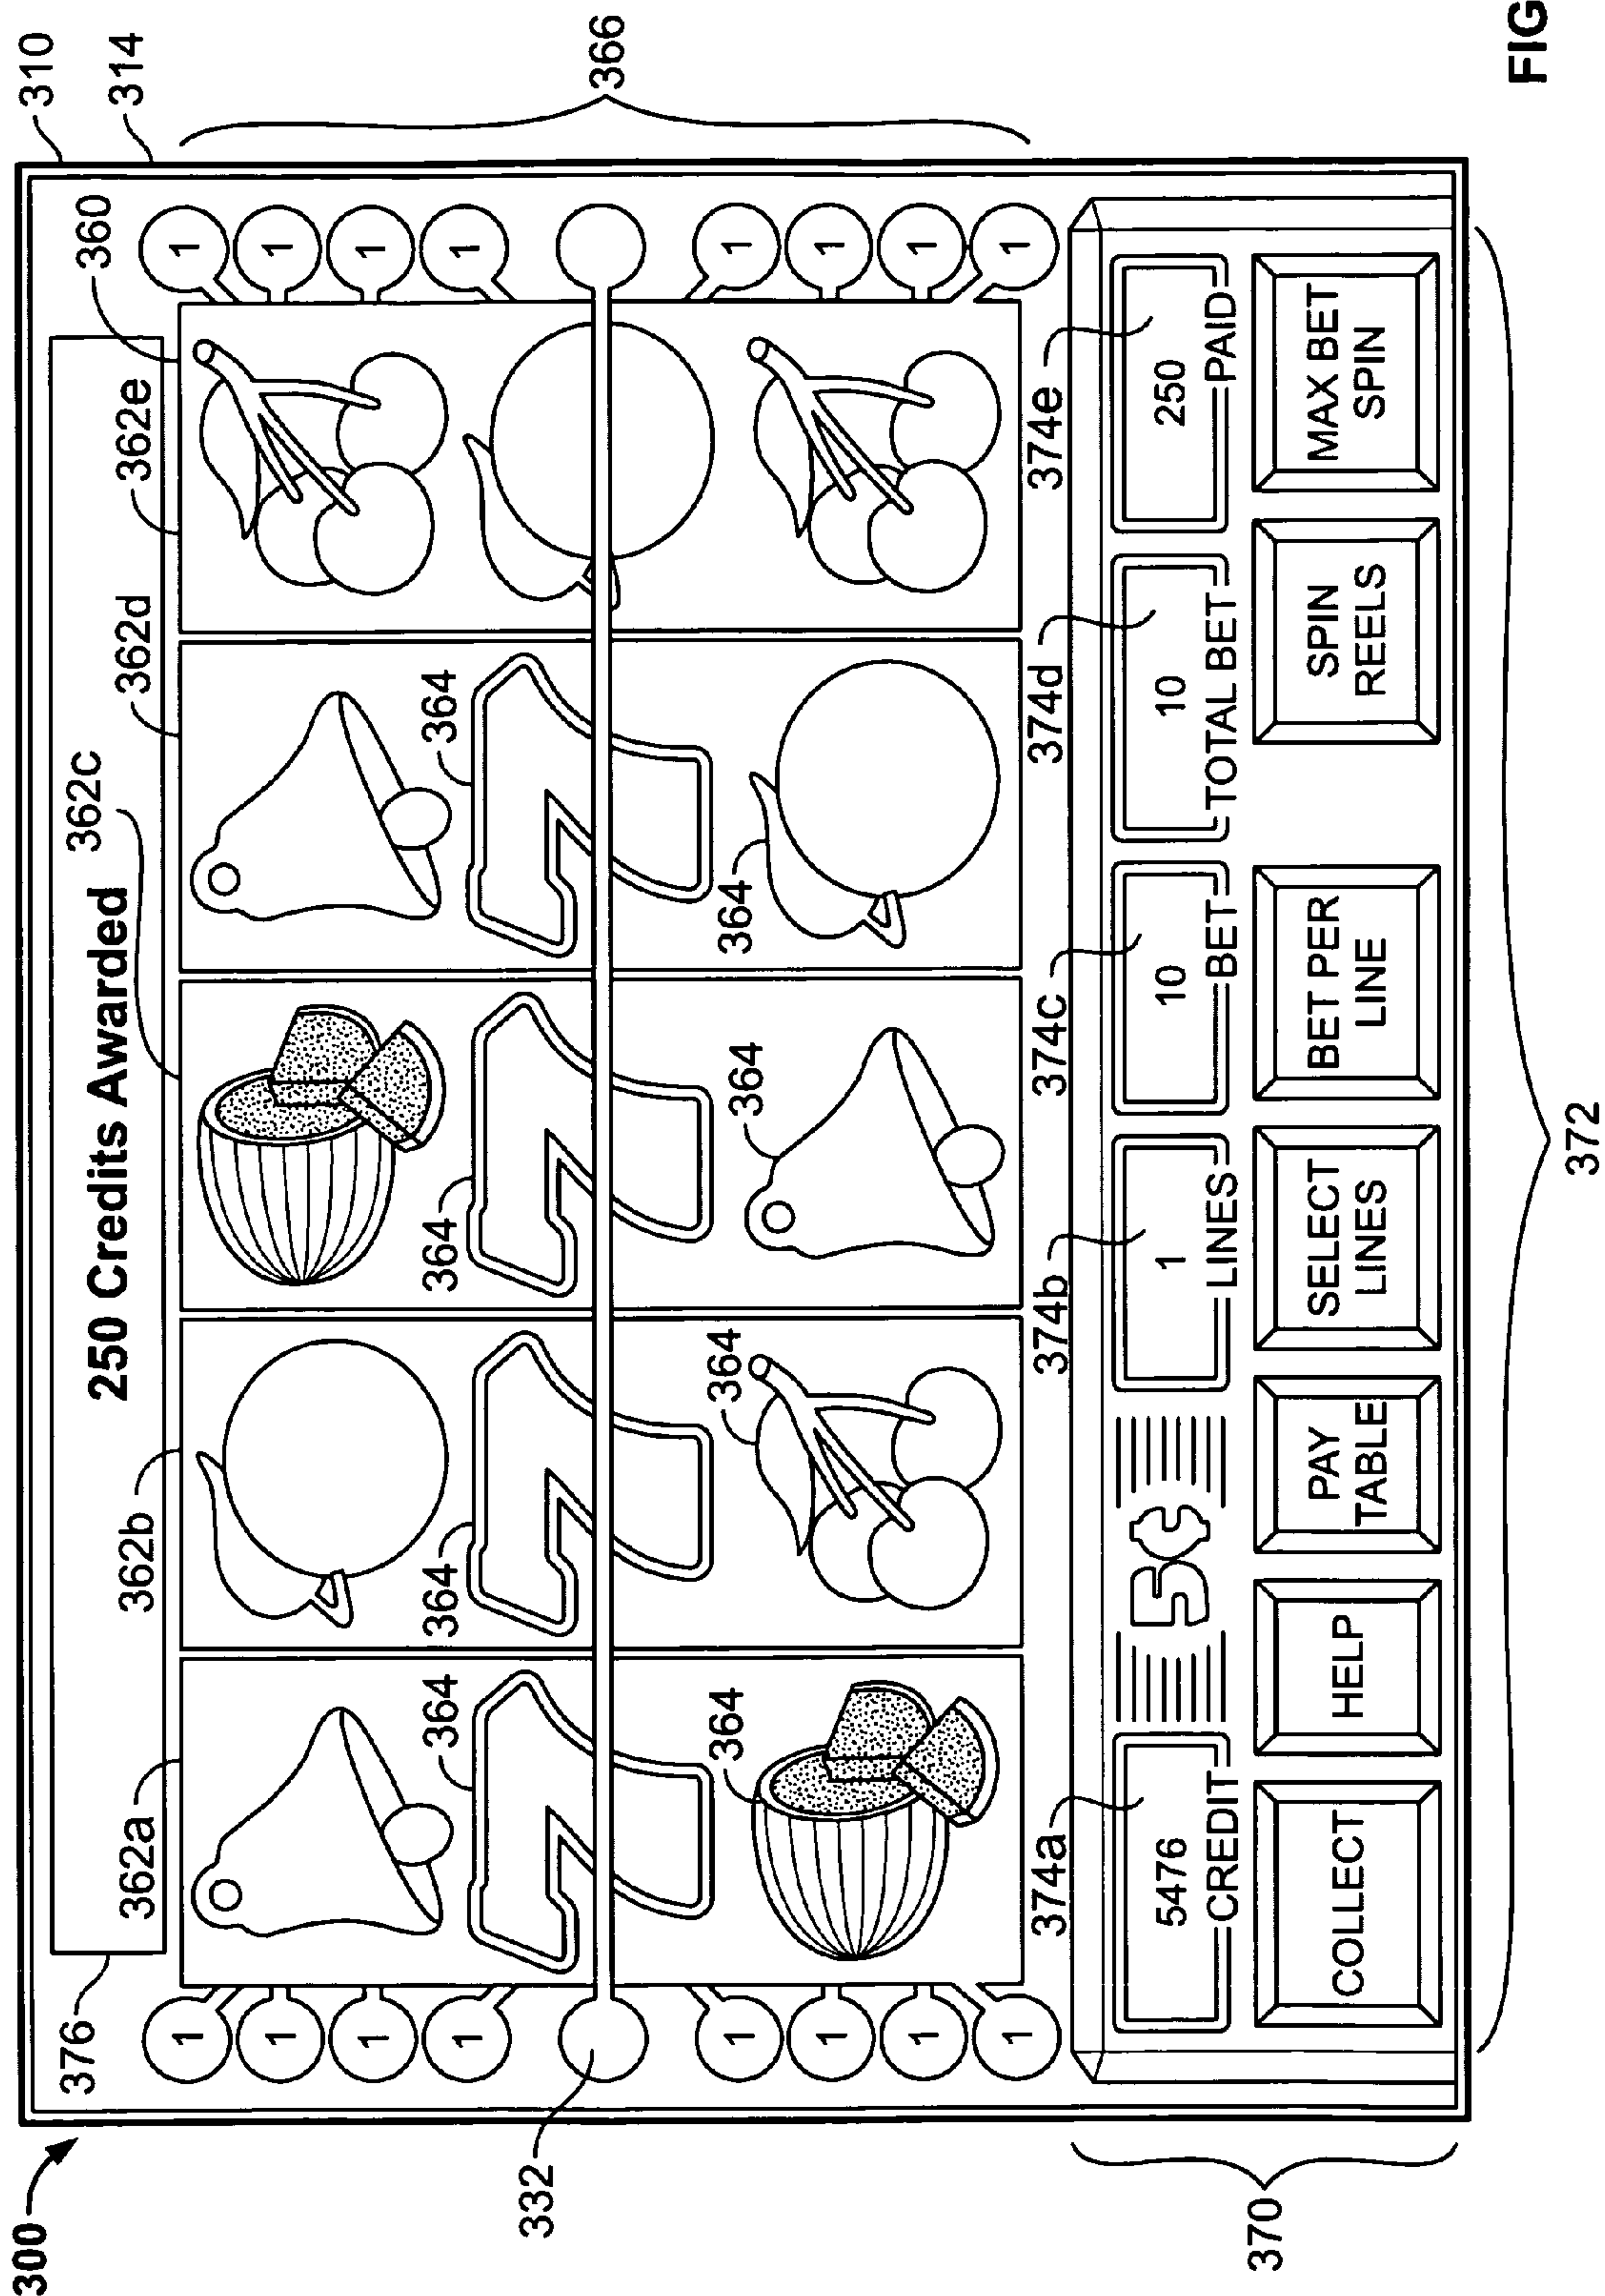 300
310
314
376
250 Credits Awarded
360
362a
362b
362c
362d
362e
366
1
1
1
1
1
1
1
1
364
364
364
364
332
364
364
364
364
1
1
1
1
1
1
1
1
374a
374b
374c
374d
374e
370
5476
CREDIT
5¢
1
LINES
10
BET
10
TOTAL BET
250
PAID
COLLECT
HELP
PAY
TABLE
SELECT
LINES
BET PER
LINE
SPIN
REELS
MAX BET
SPIN
372
FIG